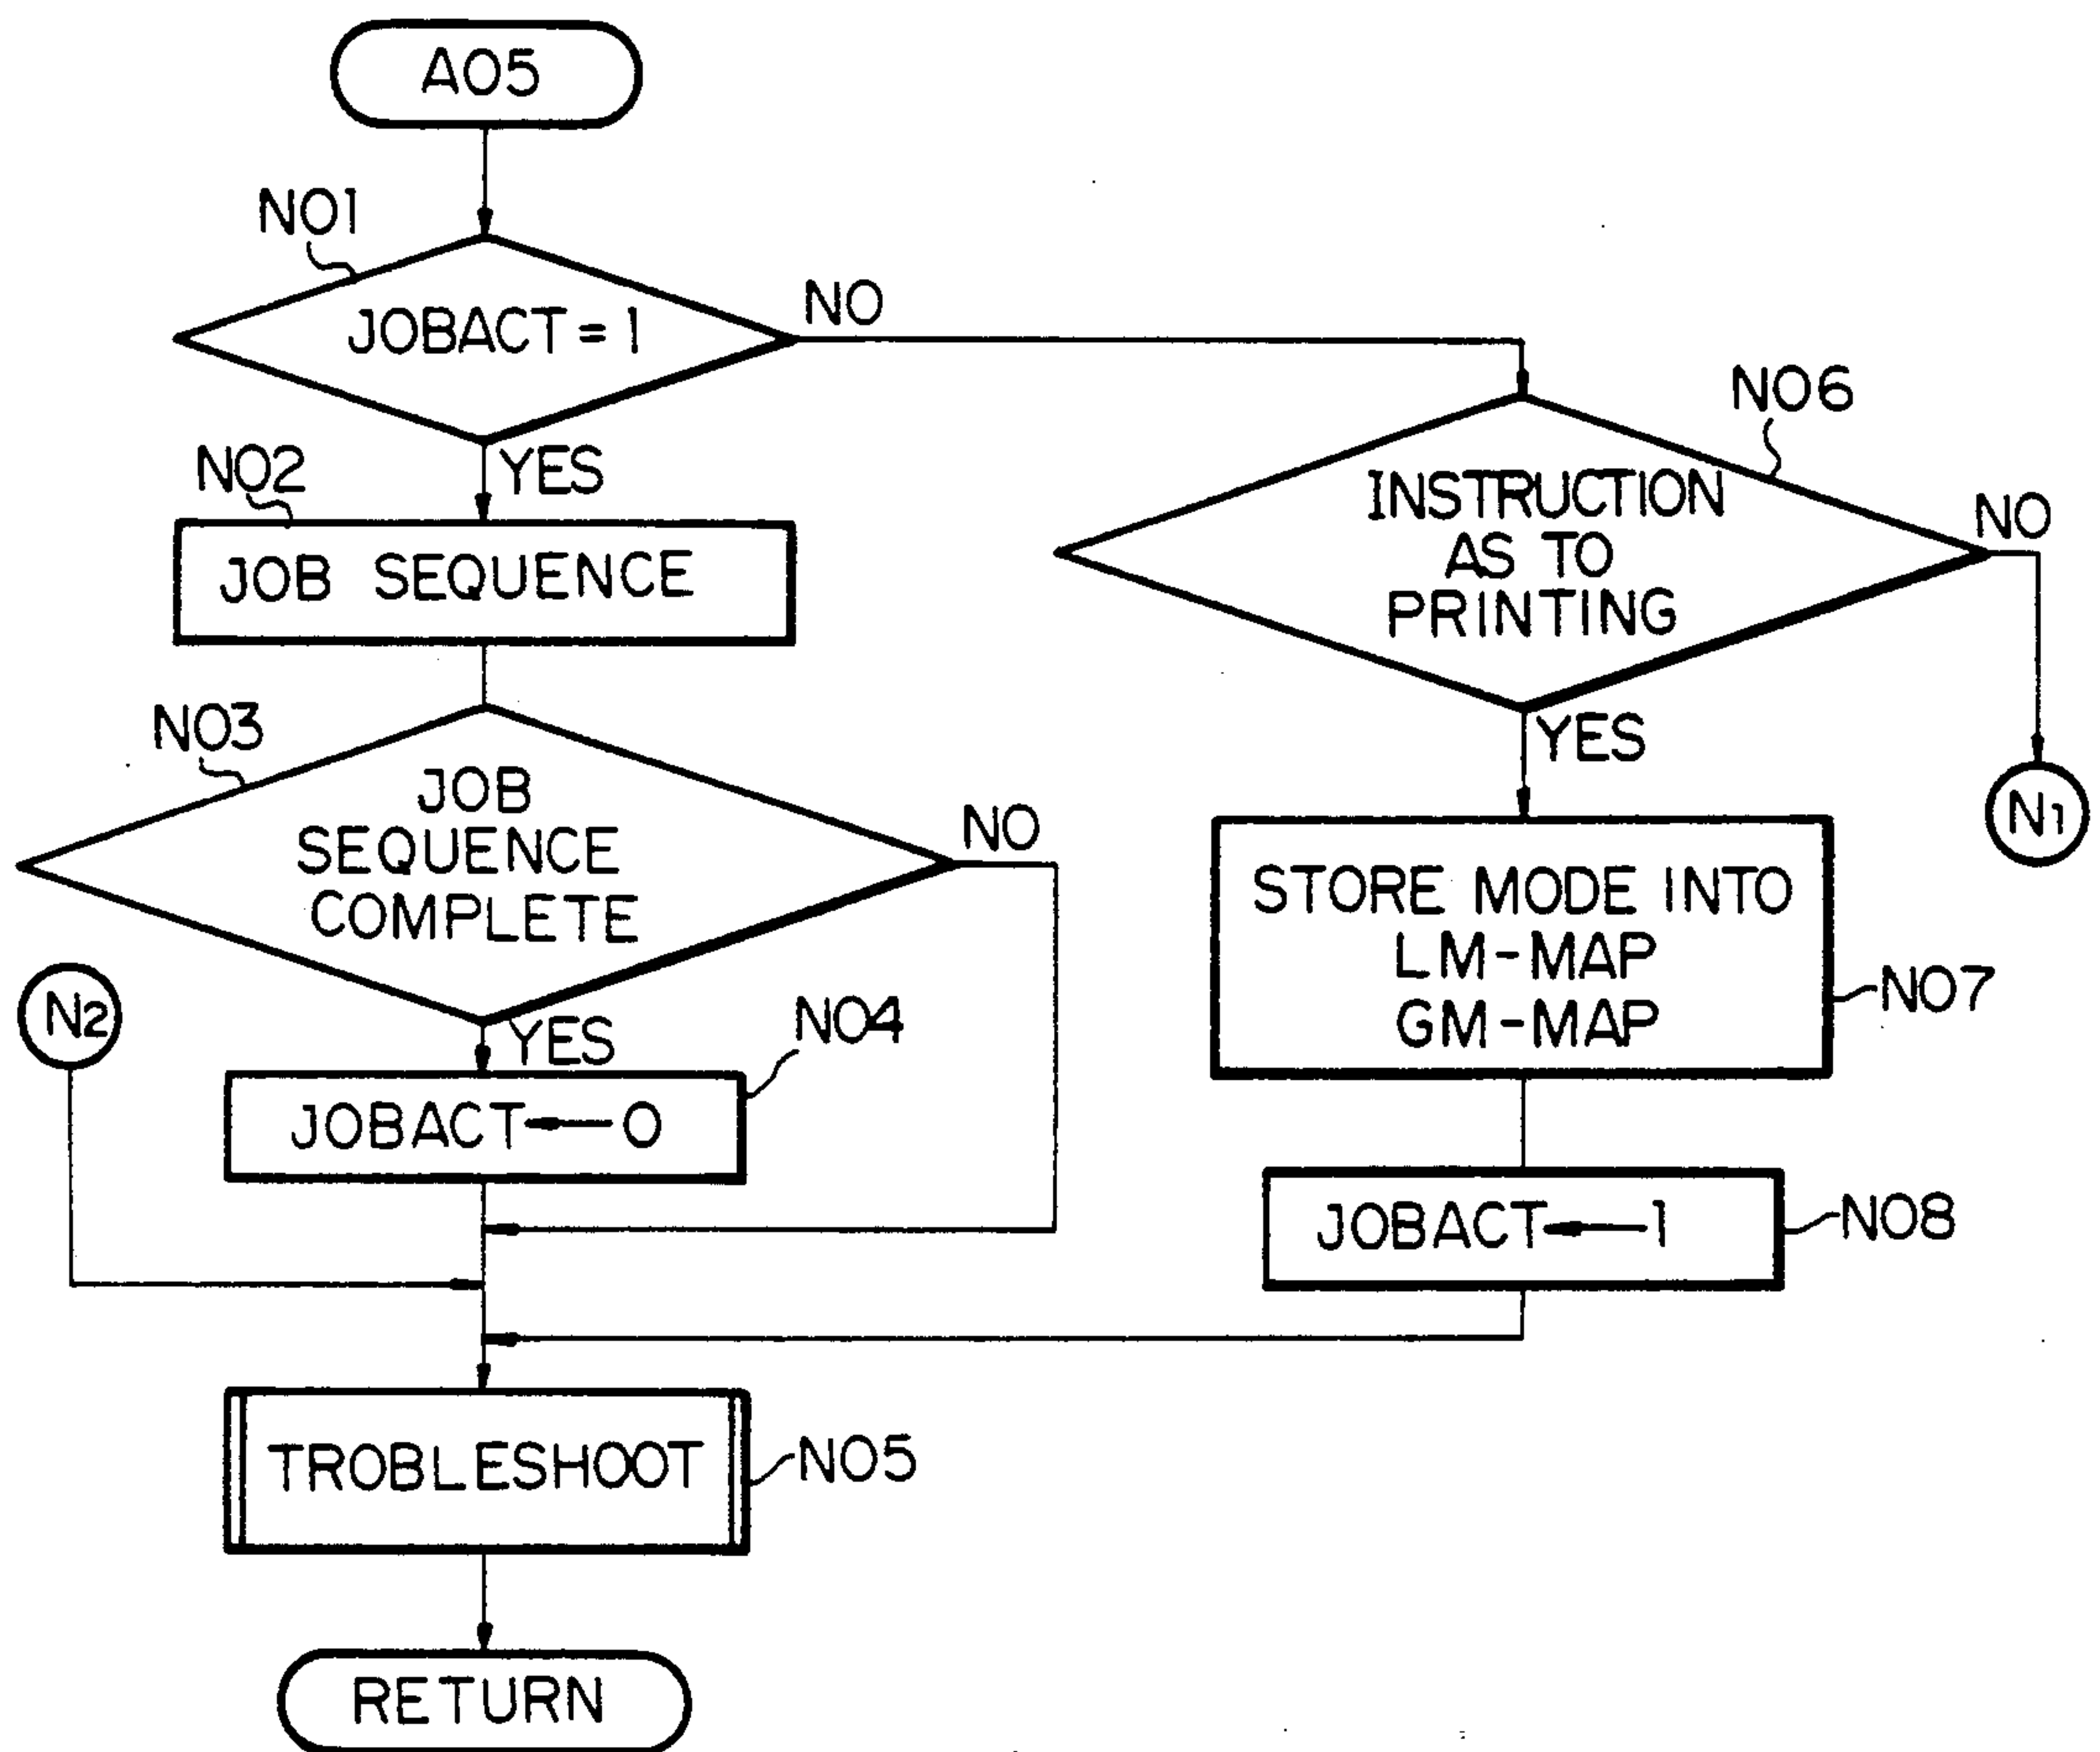 A05
N01
JOBACT = 1
NO
YES
N02
JOB SEQUENCE
N03
JOB
SEQUENCE
COMPLETE
NO
YES
N2
N04
JOBACT ← 0
N06
INSTRUCTION
AS TO
PRINTING
NO
YES
N1
STORE MODE INTO
LM-MAP
GM-MAP
N07
JOBACT ← 1
N08
TROBLESHOOT
N05
RETURN